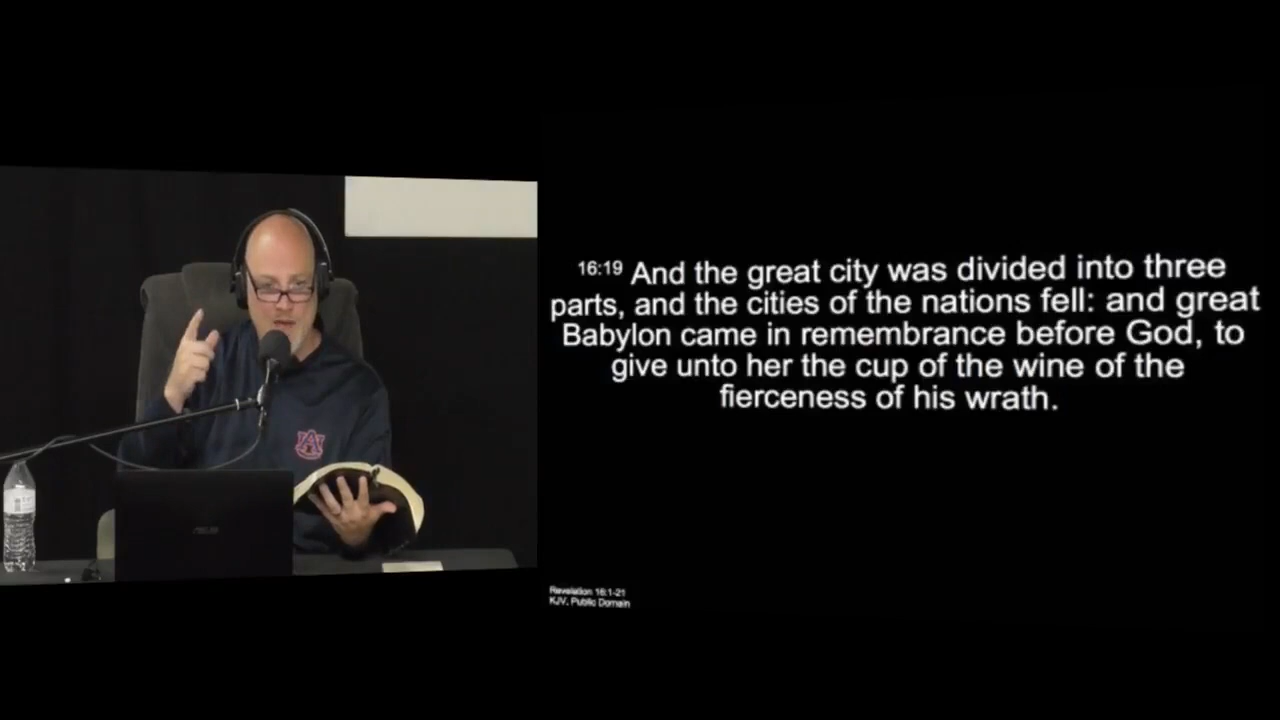 16:19 And the great city was divided into three
parts, and the cities of the nations fell: and great
Babylon came in remembrance before God, to
give unto her the cup of the wine of the
fierceness of his wrath.
Revelation 16:1-21
KJV, Public Domain
ASUS
AU